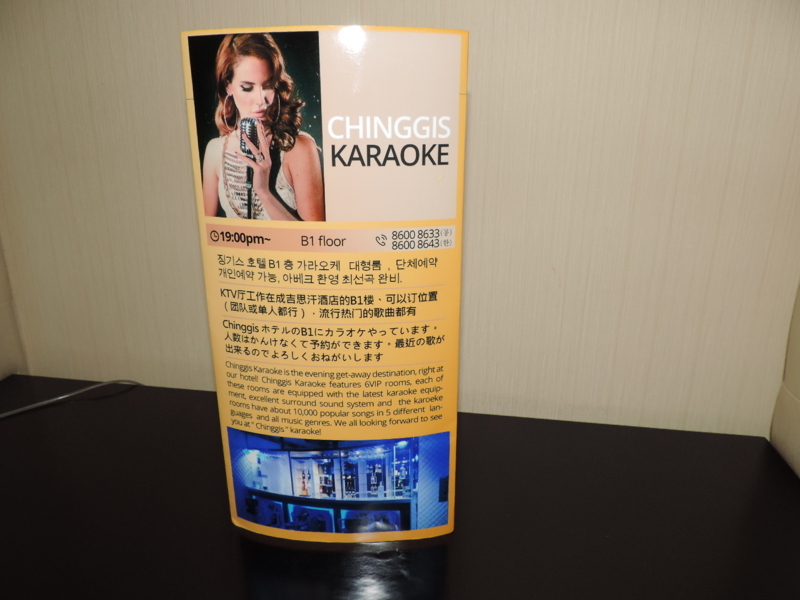 CHINGGIS
KARAOKE
19:00pm~
B1 floor
8600 8633
8600 8643
징기스 호텔 B1 층 가라오케 대형룸 , 단체예약
개인예약 가능, 아베크 환영 최선곡 완비.
KTV厅工作在成吉思汗酒店的B1楼、可以订位置
（团队或单人都行）、流行热门的歌曲都有
Chinggis ホテルのB1にカラオケやっています。
人数はかんけなくて予約ができます。最近の歌が
出来るのでよろしくおねがいします
Chinggis Karaoke is the evening get-away destination, right at
our hotel! Chinggis Karaoke features 6VIP rooms, each of
these rooms are equipped with the latest karaoke equip-
ment, excellent surround sound system and the karoeke
rooms have about 10,000 popular songs in 5 different lan-
guages and all music genres. We all looking forward to see
you at " Chinggis " karaoke!